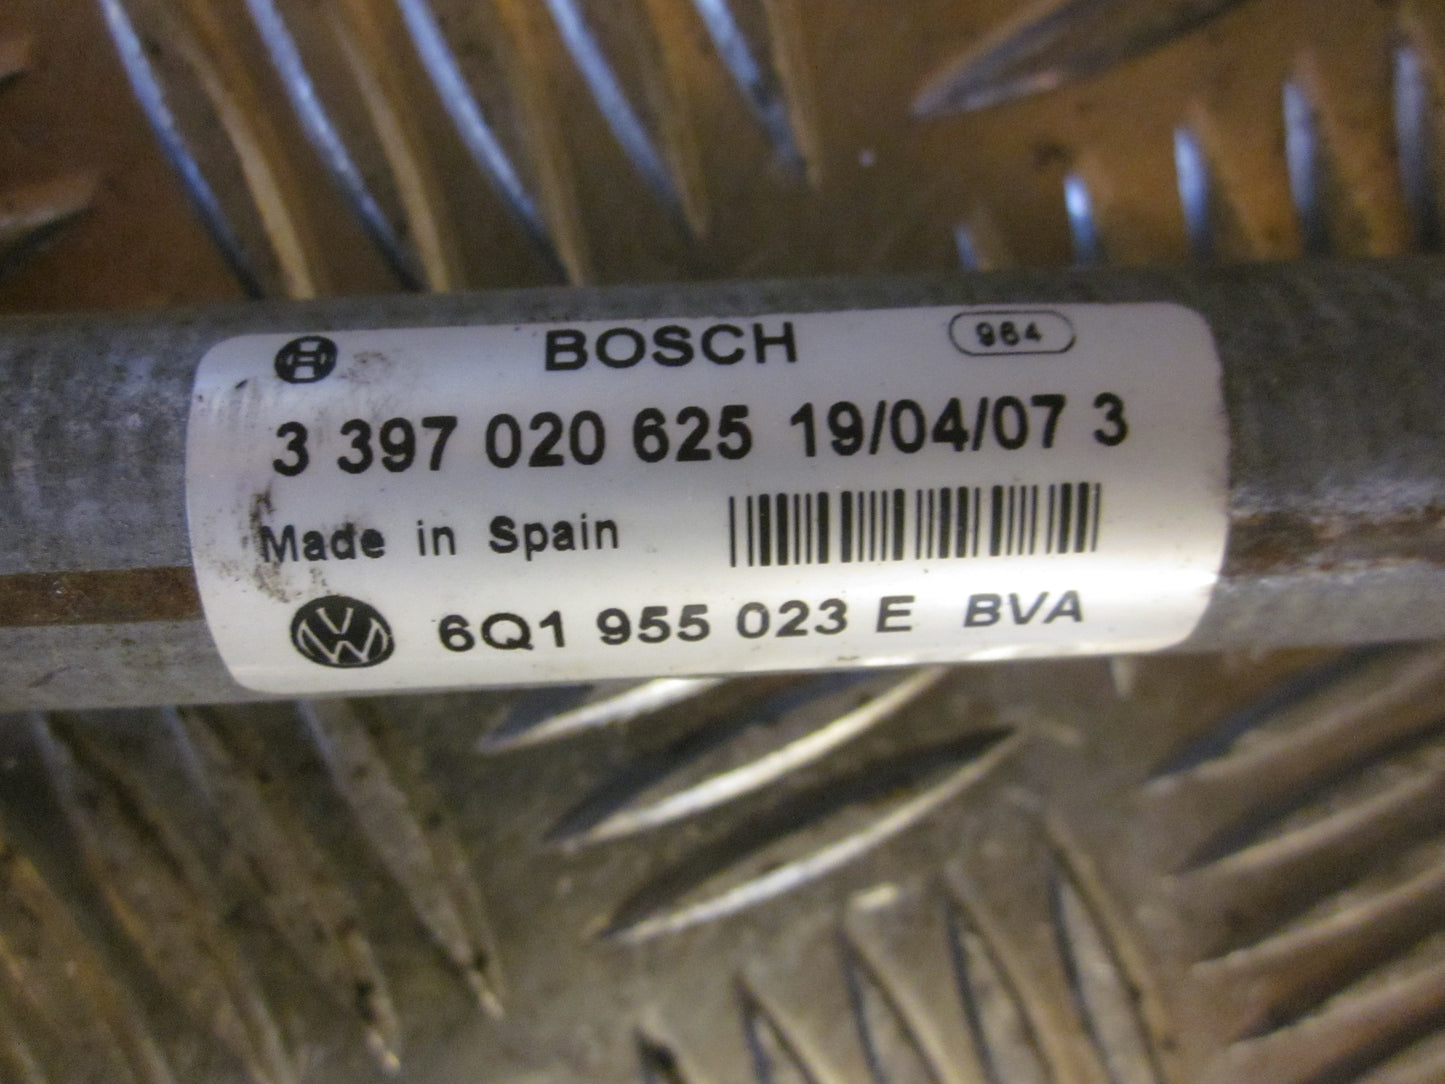 BOSCH 964
3 397 020 625 19/04/07 3
Made in Spain
6Q1 955 023 E BVA